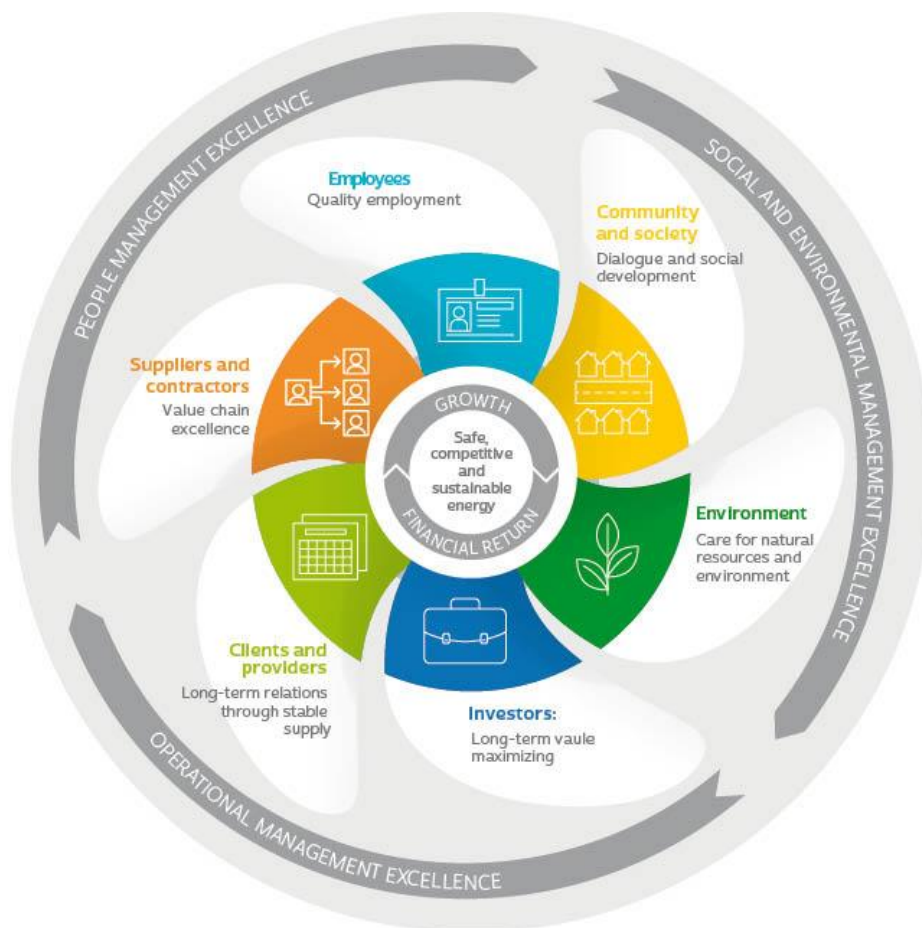 PEOPLE MANAGEMENT EXCELLENCE
SOCIAL AND ENVIRONMENTAL MANAGEMENT EXCELLENCE
Employees
Quality employment
Community
and society
Dialogue and social
development
Suppliers and
contractors
Value chain
excellence
GROWTH
Safe,
competitive
and
sustainable
energy
FINANCIAL RETURN
Environment
Care for natural
resources and
environment
Clients and
providers
Long-term relations
through stable
supply
Investors:
Long-term vaule
maximizing
OPERATIONAL MANAGEMENT EXCELLENCE